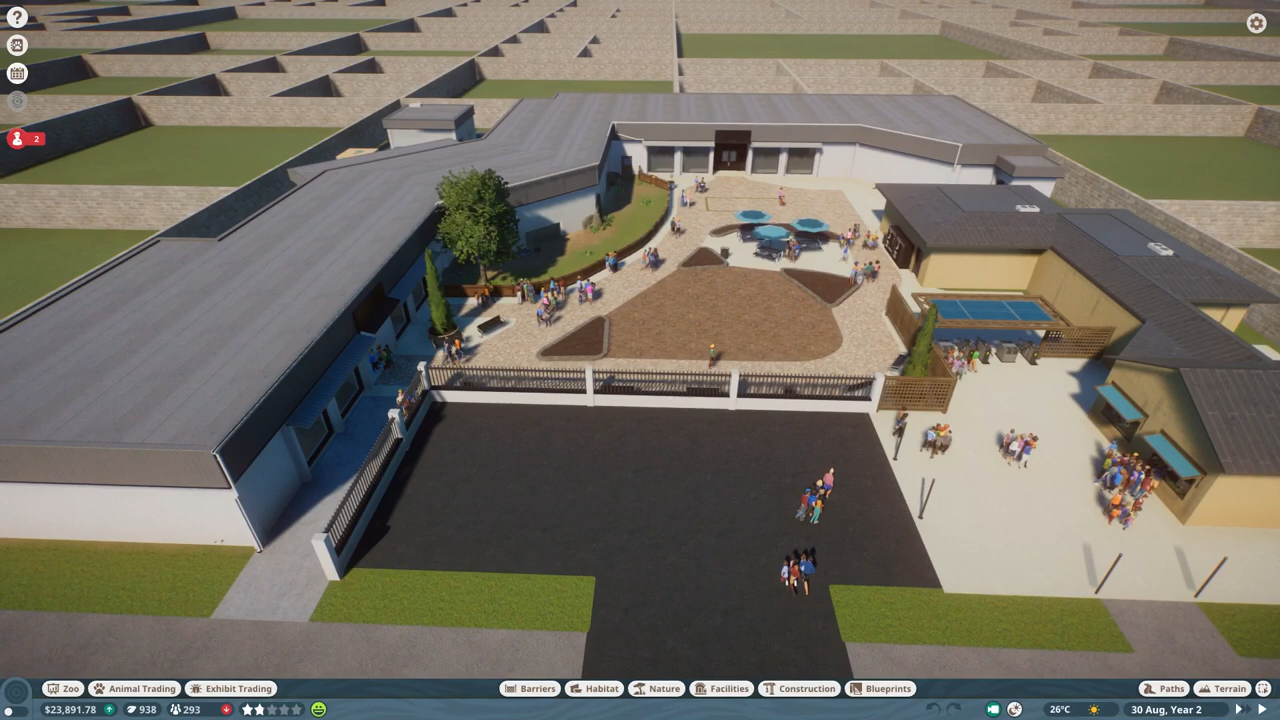 ?
2
Zoo
Animal Trading
Exhibit Trading
Barriers
Habitat
Nature
Facilities
Construction
Blueprints
Paths
Terrain
$23,891.78
938
293
26°C
30 Aug, Year 2